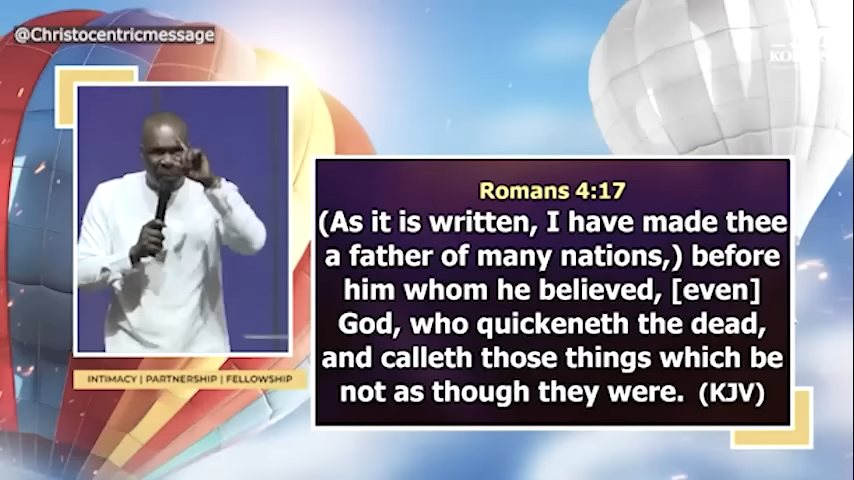 @Christocentricmessage
INTIMACY | PARTNERSHIP | FELLOWSHIP
Romans 4:17
(As it is written, I have made thee
a father of many nations,) before
him whom he believed, [even]
God, who quickeneth the dead,
and calleth those things which be
not as though they were. (KJV)